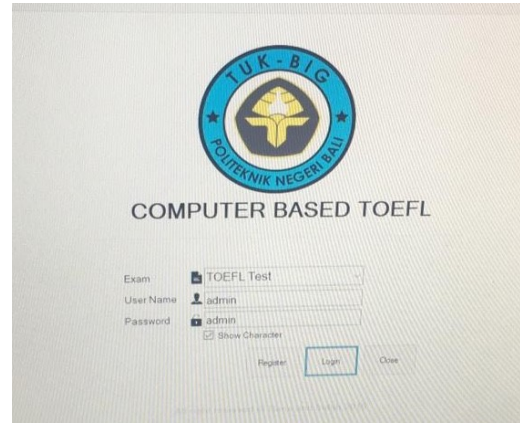 TUK-BIG
POLITEKNIK NEGERI BALI
COMPUTER BASED TOEFL
Exam TOEFL Test
User Name admin
Password admin
Show Character
Register Login Close